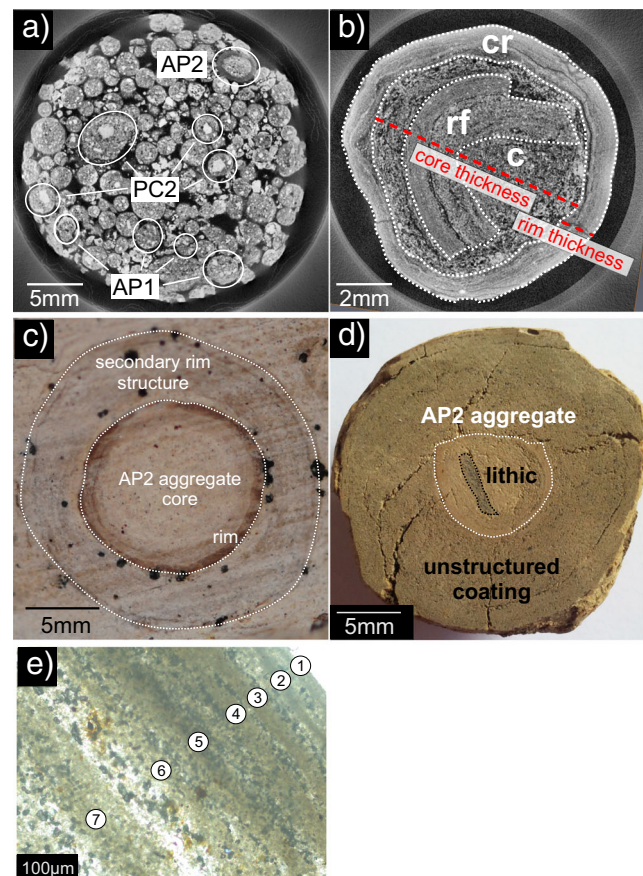 a)
AP2
PC2
AP1
5mm
b)
cr
rf
c
core thickness
rim thickness
2mm
c)
secondary rim
structure
AP2 aggregate
core
rim
5mm
d)
AP2 aggregate
lithic
unstructured
coating
5mm
e)
1
2
3
4
5
6
7
100µm